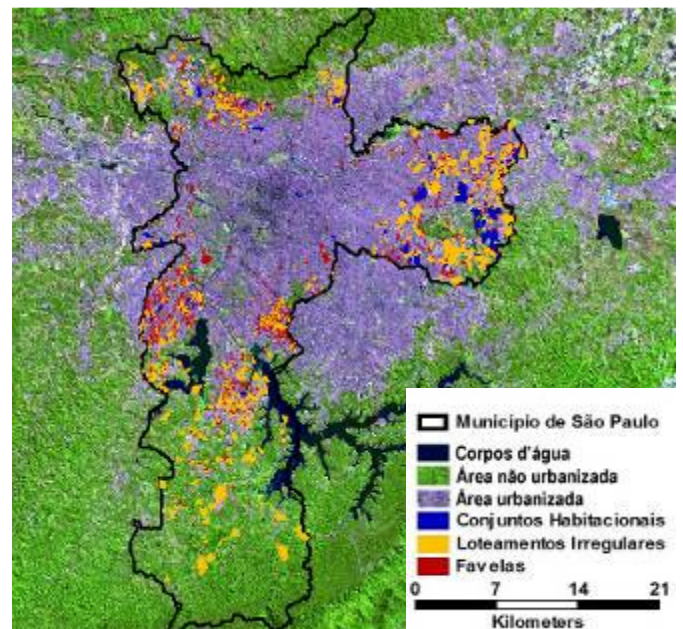 Município de São Paulo
Corpos d'água
Área não urbanizada
Área urbanizada
Conjuntos Habitacionais
Loteamentos Irregulares
Favelas
0 7 14 21
Kilometers